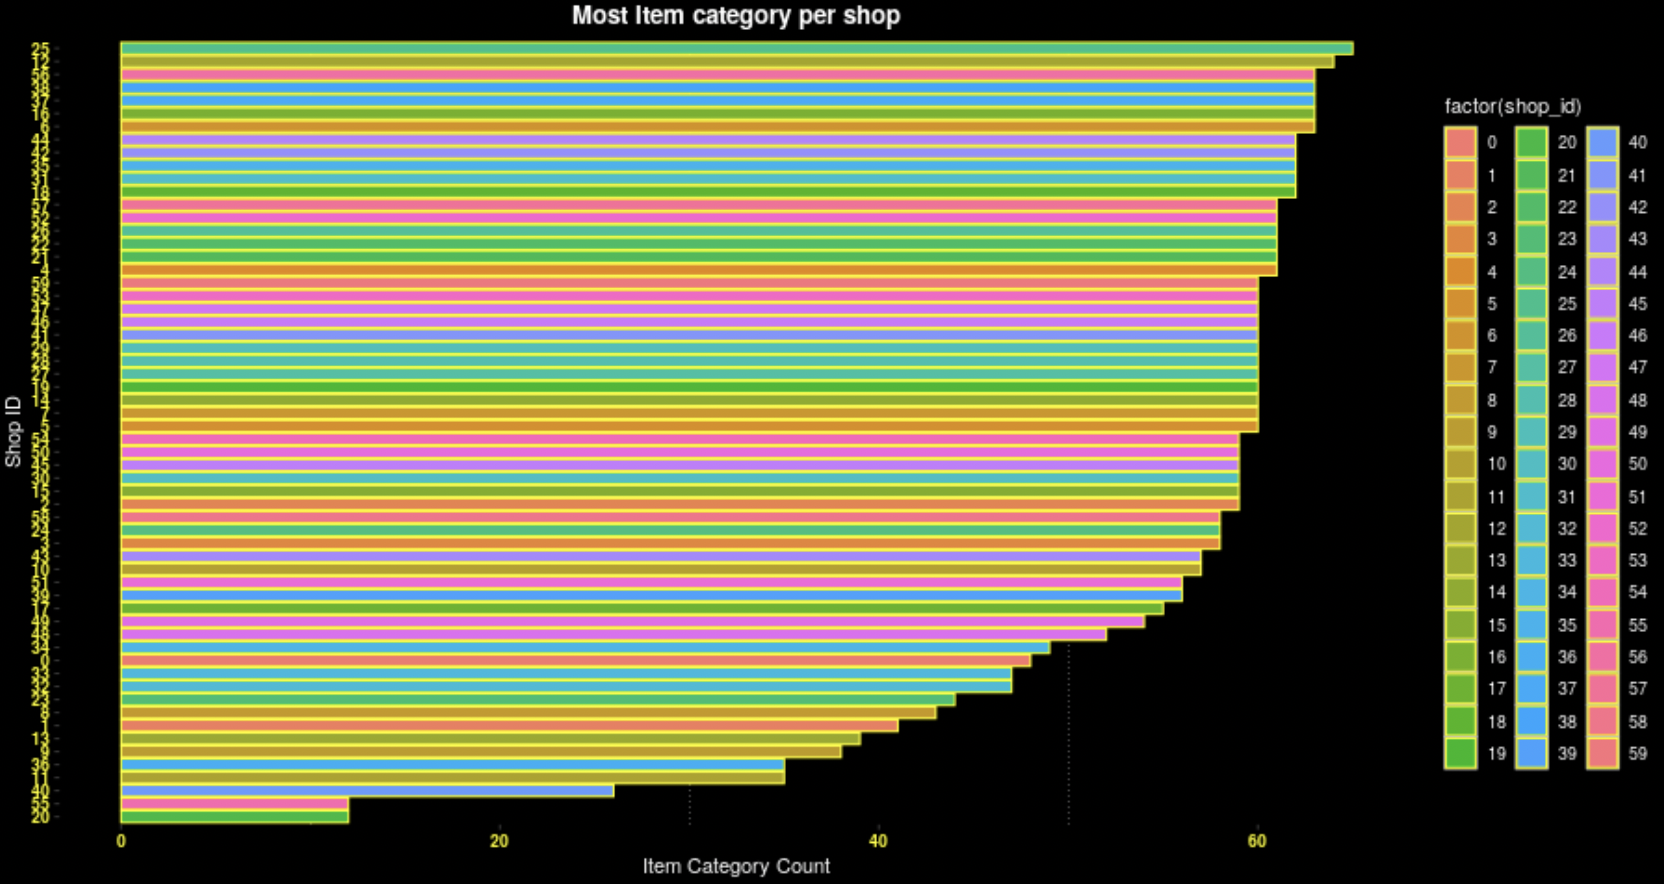 Most Item category per shop
25
12
56
38
37
16
6
44
42
35
31
18
57
52
26
22
21
4
59
53
47
46
41
29
28
27
19
14
7
5
54
50
45
30
15
2
58
24
3
43
10
51
39
17
49
48
34
0
33
32
23
8
1
13
9
36
11
40
55
20
Shop ID
0 20 40 60
Item Category Count
factor(shop_id)
0 20 40
1 21 41
2 22 42
3 23 43
4 24 44
5 25 45
6 26 46
7 27 47
8 28 48
9 29 49
10 30 50
11 31 51
12 32 52
13 33 53
14 34 54
15 35 55
16 36 56
17 37 57
18 38 58
19 39 59